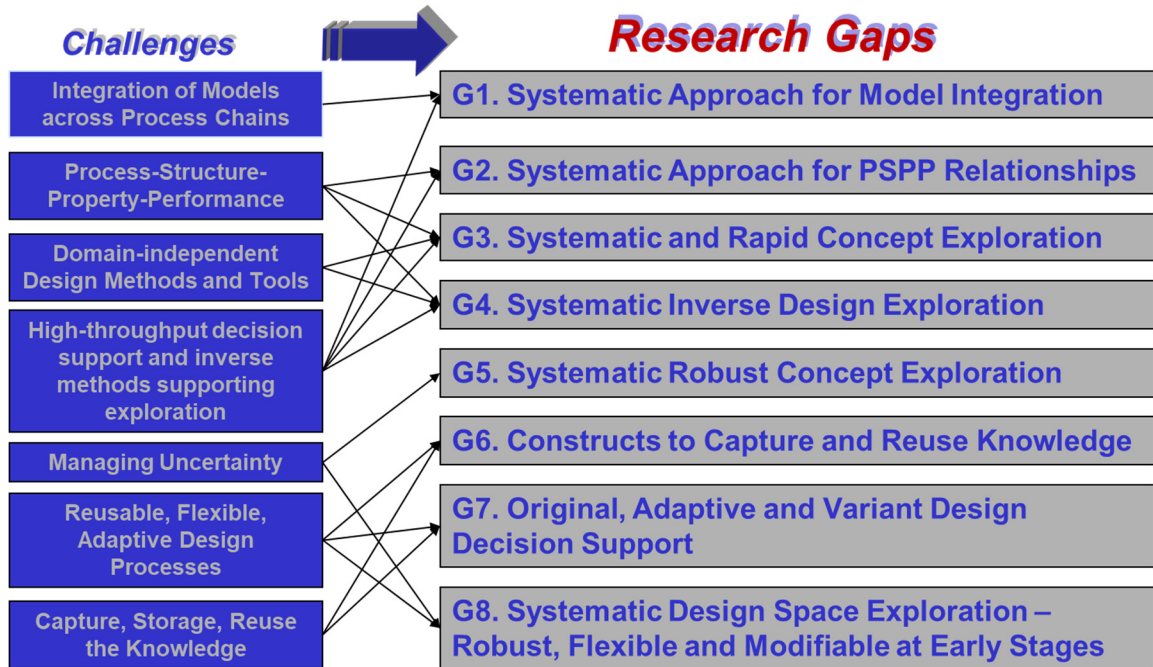 Challenges
Research Gaps
Integration of Models
across Process Chains
Process-Structure-
Property-Performance
Domain-independent
Design Methods and Tools
High-throughput decision
support and inverse
methods supporting
exploration
Managing Uncertainty
Reusable, Flexible,
Adaptive Design
Processes
Capture, Storage, Reuse
the Knowledge
G1. Systematic Approach for Model Integration
G2. Systematic Approach for PSPP Relationships
G3. Systematic and Rapid Concept Exploration
G4. Systematic Inverse Design Exploration
G5. Systematic Robust Concept Exploration
G6. Constructs to Capture and Reuse Knowledge
G7. Original, Adaptive and Variant Design
Decision Support
G8. Systematic Design Space Exploration –
Robust, Flexible and Modifiable at Early Stages